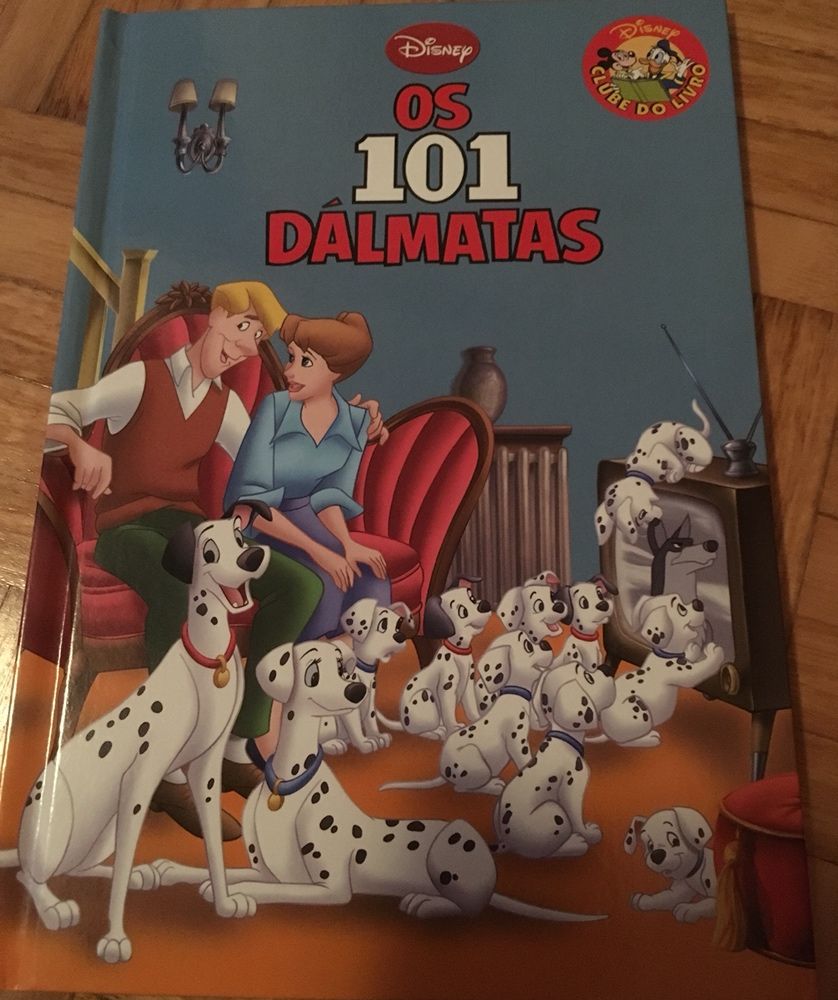 Disney
OS
101
DÁLMATAS
Disney
CLUBE DO LIVRO